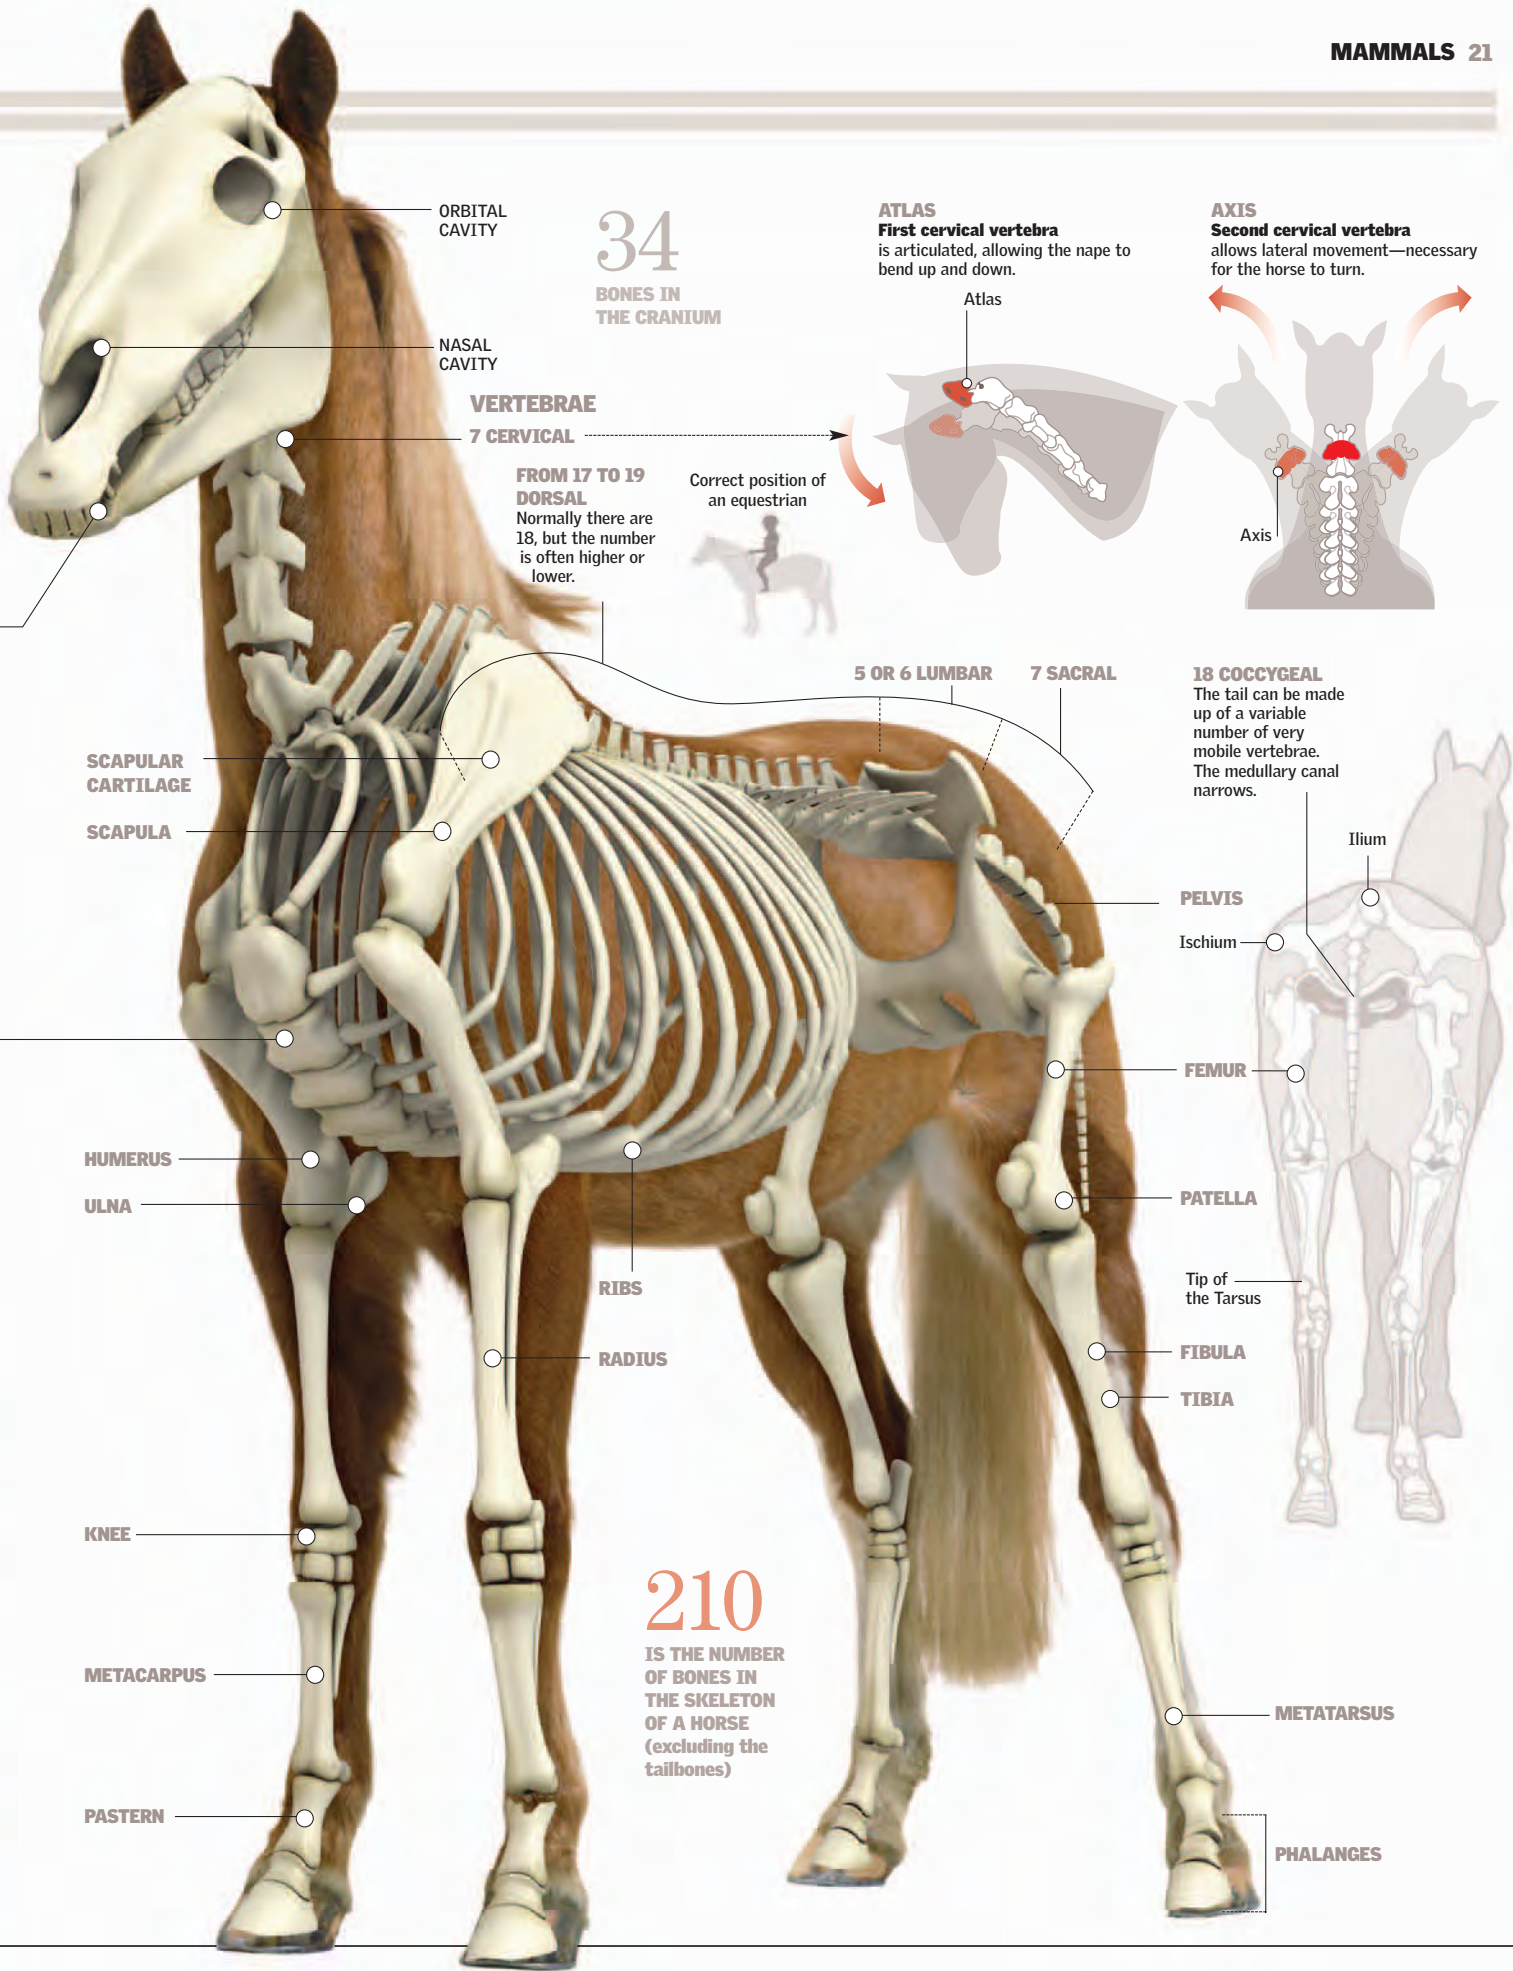 MAMMALS 21
ORBITAL
CAVITY
34
BONES IN
THE CRANIUM
ATLAS
First cervical vertebra
is articulated, allowing the nape to
bend up and down.
Atlas
AXIS
Second cervical vertebra
allows lateral movement—necessary
for the horse to turn.
Axis
NASAL
CAVITY
VERTEBRAE
7 CERVICAL
FROM 17 TO 19
DORSAL
Normally there are
18, but the number
is often higher or
lower.
Correct position of
an equestrian
5 OR 6 LUMBAR
7 SACRAL
18 COCCYGEAL
The tail can be made
up of a variable
number of very
mobile vertebrae.
The medullary canal
narrows.
SCAPULAR
CARTILAGE
SCAPULA
Ilium
PELVIS
Ischium
FEMUR
HUMERUS
ULNA
PATELLA
RIBS
Tip of
the Tarsus
RADIUS
FIBULA
TIBIA
KNEE
210
IS THE NUMBER
OF BONES IN
THE SKELETON
OF A HORSE
(excluding the
tailbones)
METACARPUS
METATARSUS
PASTERN
PHALANGES